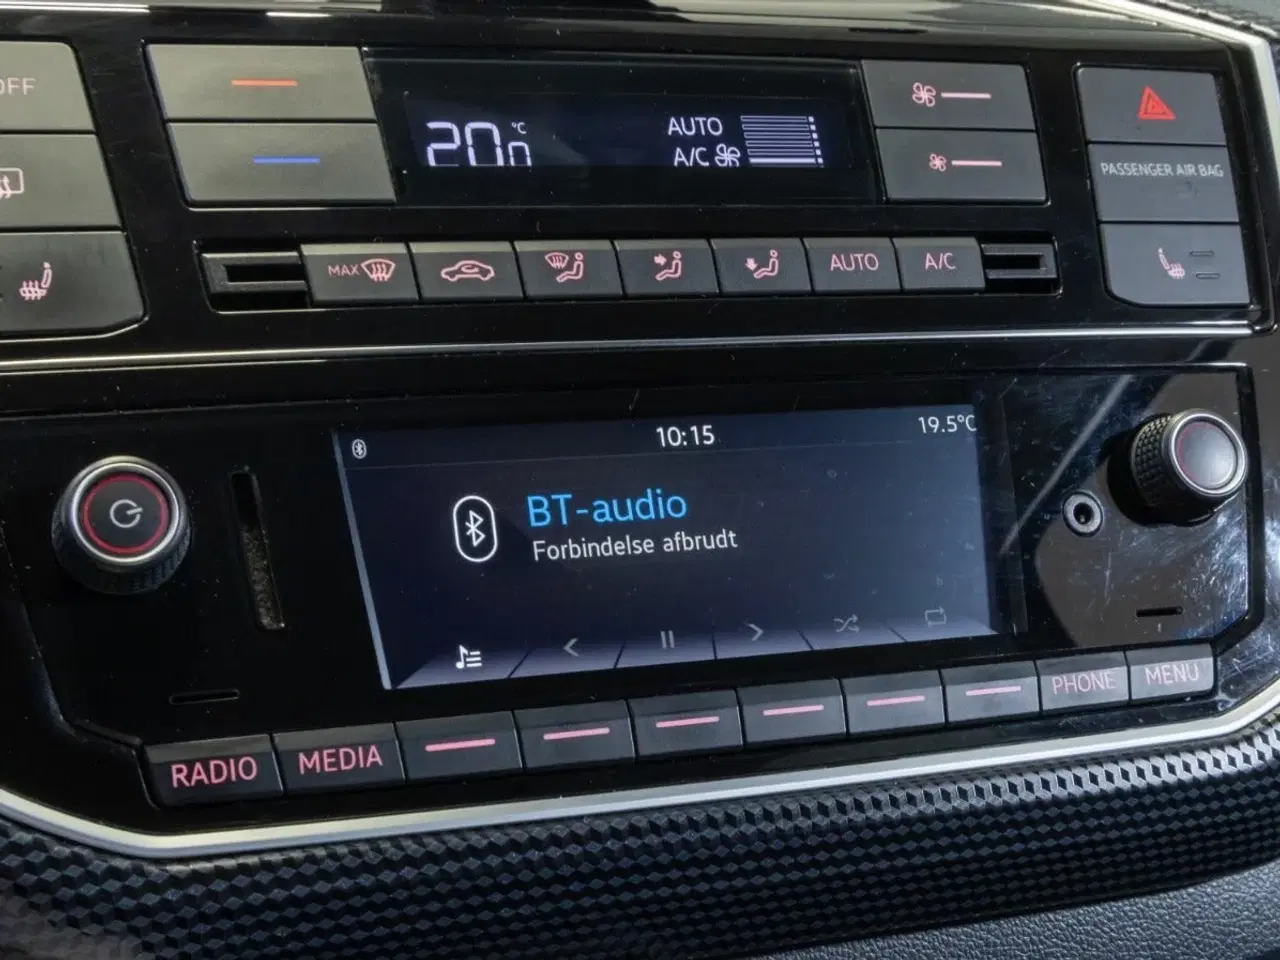 OFF
20.0 °C
AUTO
A/C
PASSENGER AIR BAG
MAX
AUTO
A/C
10:15
19.5°C
BT-audio
Forbindelse afbrudt
RADIO
MEDIA
PHONE
MENU